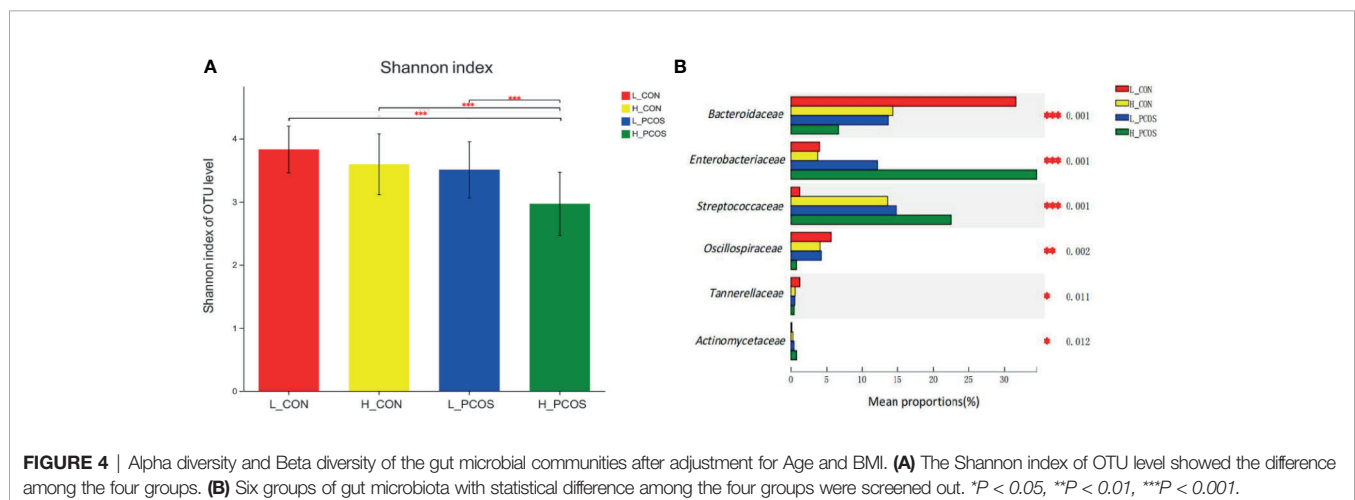 A
Shannon index
Shannon index of OTU level
4
3
2
1
0
***
***
***
L_CON
H_CON
L_PCOS
H_PCOS
L_CON
H_CON
L_PCOS
H_PCOS
B
Bacteroidaceae
Enterobacteriaceae
Streptococcaceae
Oscillospiraceae
Tannerellaceae
Actinomycetaceae
*** 0.001
*** 0.001
*** 0.001
** 0.002
* 0.011
* 0.012
0 5 10 15 20 25 30
Mean proportions(%)
L_CON
H_CON
L_PCOS
H_PCOS
FIGURE 4 | Alpha diversity and Beta diversity of the gut microbial communities after adjustment for Age and BMI. (A) The Shannon index of OTU level showed the difference
among the four groups. (B) Six groups of gut microbiota with statistical difference among the four groups were screened out. *P < 0.05, **P < 0.01, ***P < 0.001.